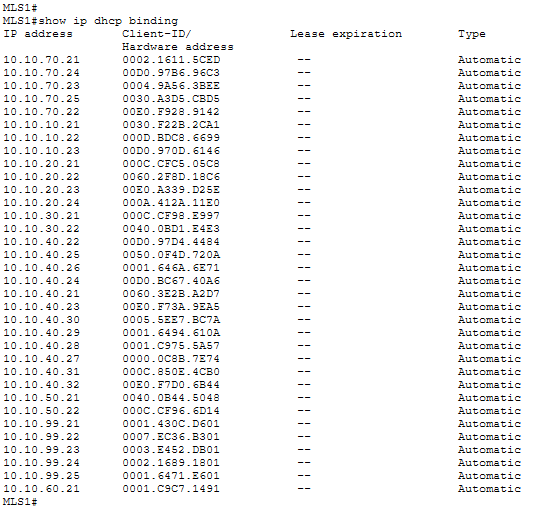 MLS1#
MLS1#show ip dhcp binding
IP address Client-ID/ Lease expiration Type
Hardware address
10.10.70.21 0002.1611.5CED -- Automatic
10.10.70.24 00D0.97B6.96C3 -- Automatic
10.10.70.23 0004.9A56.3BEE -- Automatic
10.10.70.25 0030.A3D5.CBD5 -- Automatic
10.10.70.22 00E0.F928.9142 -- Automatic
10.10.10.21 0030.F22B.2CA1 -- Automatic
10.10.10.22 000D.BDC8.6699 -- Automatic
10.10.10.23 00D0.970D.6146 -- Automatic
10.10.20.21 000C.CFC5.05C8 -- Automatic
10.10.20.22 0060.2F8D.18C6 -- Automatic
10.10.20.23 00E0.A339.D25E -- Automatic
10.10.20.24 000A.412A.11E0 -- Automatic
10.10.30.21 000C.CF98.E997 -- Automatic
10.10.30.22 0040.0BD1.E4E3 -- Automatic
10.10.40.22 00D0.97D4.4484 -- Automatic
10.10.40.25 0050.0F4D.720A -- Automatic
10.10.40.26 0001.646A.6E71 -- Automatic
10.10.40.24 00D0.BC67.40A6 -- Automatic
10.10.40.21 0060.3E2B.A2D7 -- Automatic
10.10.40.23 00E0.F73A.9EA5 -- Automatic
10.10.40.30 0005.5EE7.BC7A -- Automatic
10.10.40.29 0001.6494.610A -- Automatic
10.10.40.28 0001.C975.5A57 -- Automatic
10.10.40.27 0000.0C8B.7E74 -- Automatic
10.10.40.31 000C.850E.4CB0 -- Automatic
10.10.40.32 00E0.F7D0.6B44 -- Automatic
10.10.50.21 0040.0B44.5048 -- Automatic
10.10.50.22 000C.CF96.6D14 -- Automatic
10.10.99.21 0001.430C.D601 -- Automatic
10.10.99.22 0007.EC36.B301 -- Automatic
10.10.99.23 0003.E452.DB01 -- Automatic
10.10.99.24 0002.1689.1801 -- Automatic
10.10.99.25 0001.6471.E601 -- Automatic
10.10.60.21 0001.C9C7.1491 -- Automatic
MLS1#